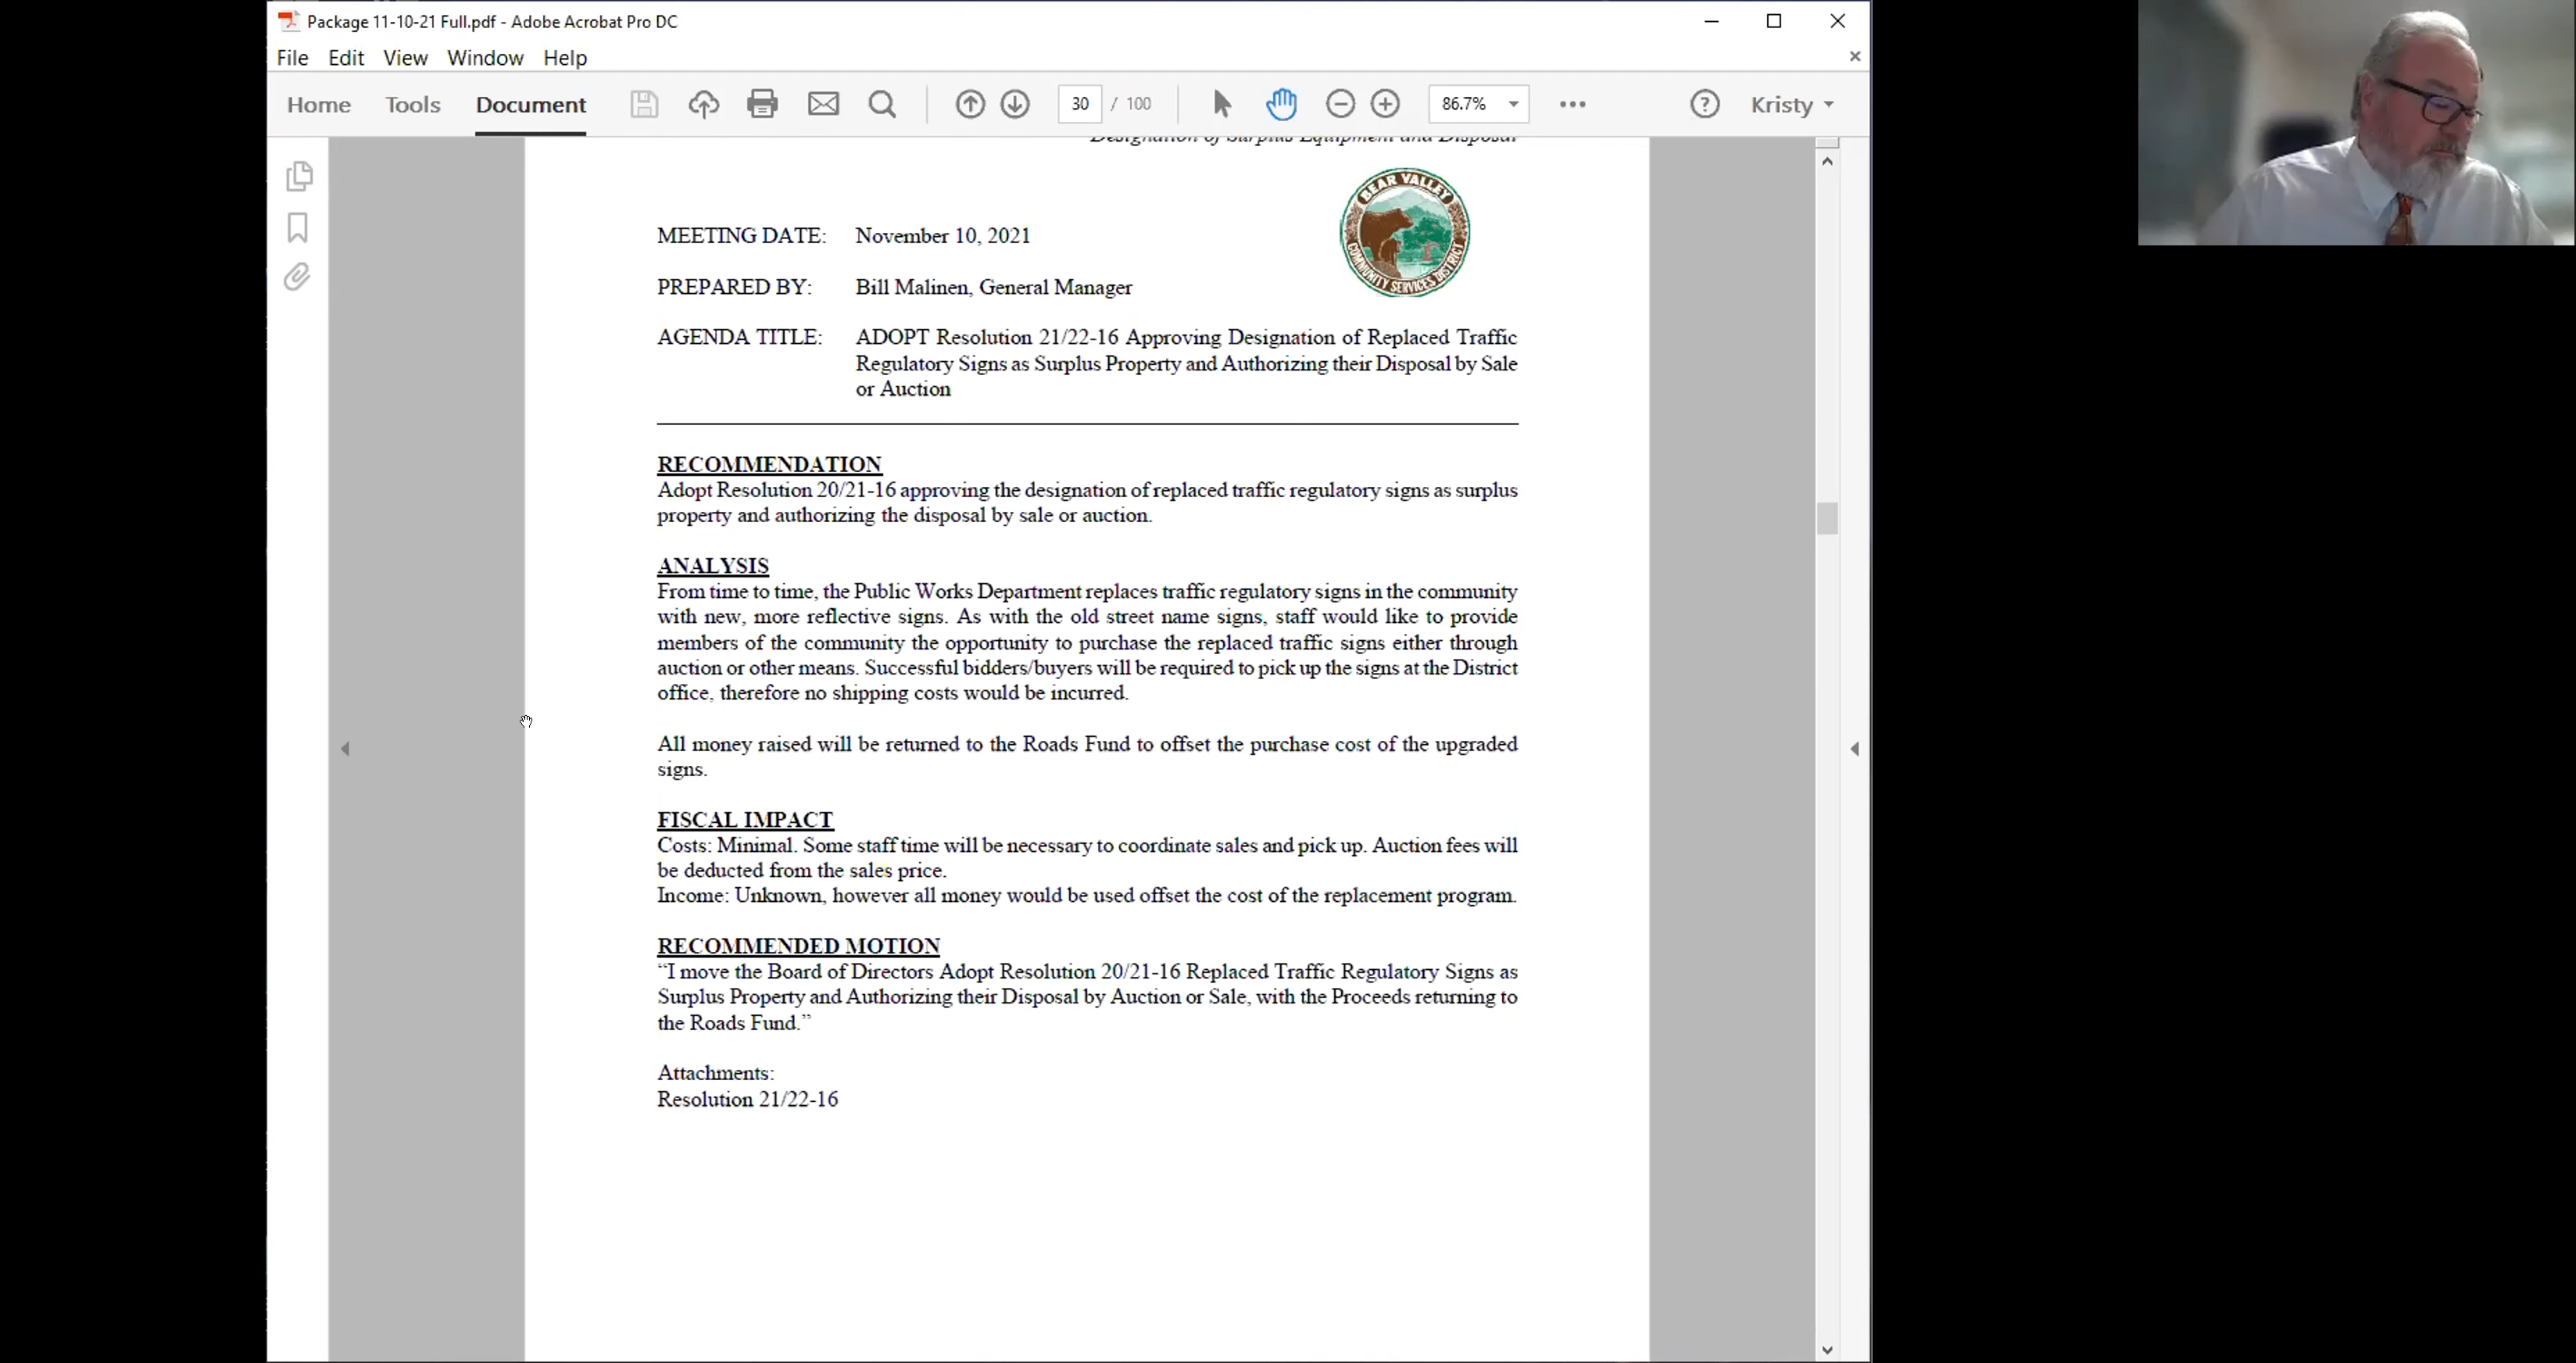 Package 11-10-21 Full.pdf - Adobe Acrobat Pro DC
File Edit View Window Help
Home Tools Document 30 / 100 86.7% Kristy
Designation of Surplus Equipment and Disposal
BEAR VALLEY
COMMUNITY SERVICES DISTRICT
MEETING DATE: November 10, 2021
PREPARED BY: Bill Malinen, General Manager
AGENDA TITLE: ADOPT Resolution 21/22-16 Approving Designation of Replaced Traffic
Regulatory Signs as Surplus Property and Authorizing their Disposal by Sale
or Auction
RECOMMENDATION
Adopt Resolution 20/21-16 approving the designation of replaced traffic regulatory signs as surplus
property and authorizing the disposal by sale or auction.
ANALYSIS
From time to time, the Public Works Department replaces traffic regulatory signs in the community
with new, more reflective signs. As with the old street name signs, staff would like to provide
members of the community the opportunity to purchase the replaced traffic signs either through
auction or other means. Successful bidders/buyers will be required to pick up the signs at the District
office, therefore no shipping costs would be incurred.
All money raised will be returned to the Roads Fund to offset the purchase cost of the upgraded
signs.
FISCAL IMPACT
Costs: Minimal. Some staff time will be necessary to coordinate sales and pick up. Auction fees will
be deducted from the sales price.
Income: Unknown, however all money would be used offset the cost of the replacement program.
RECOMMENDED MOTION
“I move the Board of Directors Adopt Resolution 20/21-16 Replaced Traffic Regulatory Signs as
Surplus Property and Authorizing their Disposal by Auction or Sale, with the Proceeds returning to
the Roads Fund.”
Attachments:
Resolution 21/22-16